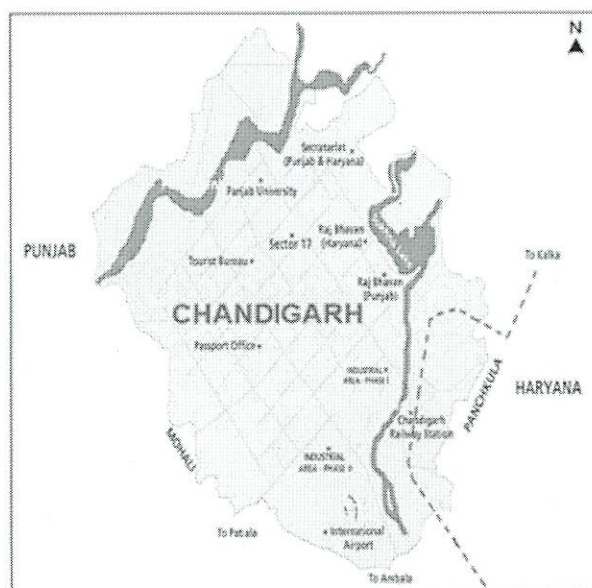 N
Secretariat
(Punjab & Haryana)
Panjab University
Sector 17
Raj Bhavan
(Haryana)
PUNJAB
Tourist Bureau
To Kalka
Raj Bhavan
(Punjab)
CHANDIGARH
Passport Office
INDUSTRIAL
AREA - PHASE I
PANCHKULA
HARYANA
Chandigarh
Railway Station
MOHALI
INDUSTRIAL
AREA - PHASE II
To Patiala
International
Airport
To Ambala